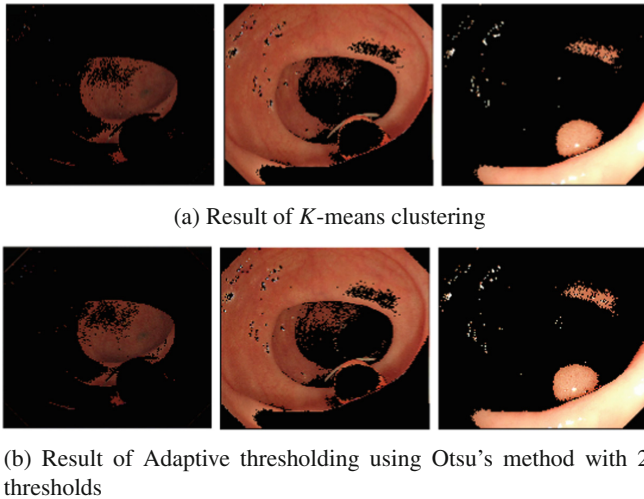 (a) Result of K-means clustering
(b) Result of Adaptive thresholding using Otsu's method with 2
thresholds